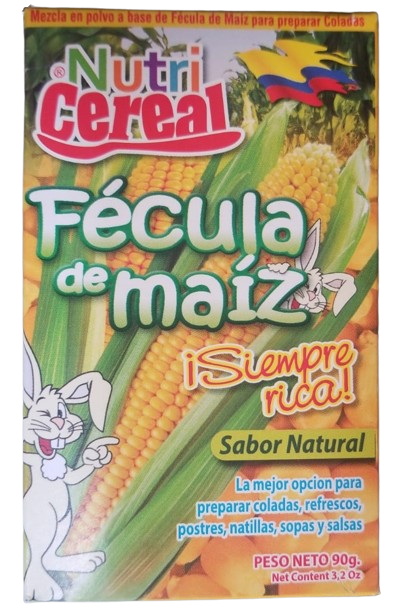 Mezcla en polvo a base de Fécula de Maíz para preparar Coladas
Nutri
® Cereal
Fécula
de maíz
¡Siempre
rica!
Sabor Natural
La mejor opcion para
preparar coladas, refrescos,
postres, natillas, sopas y salsas
PESO NETO 90g.
Net Content 3,2 Oz